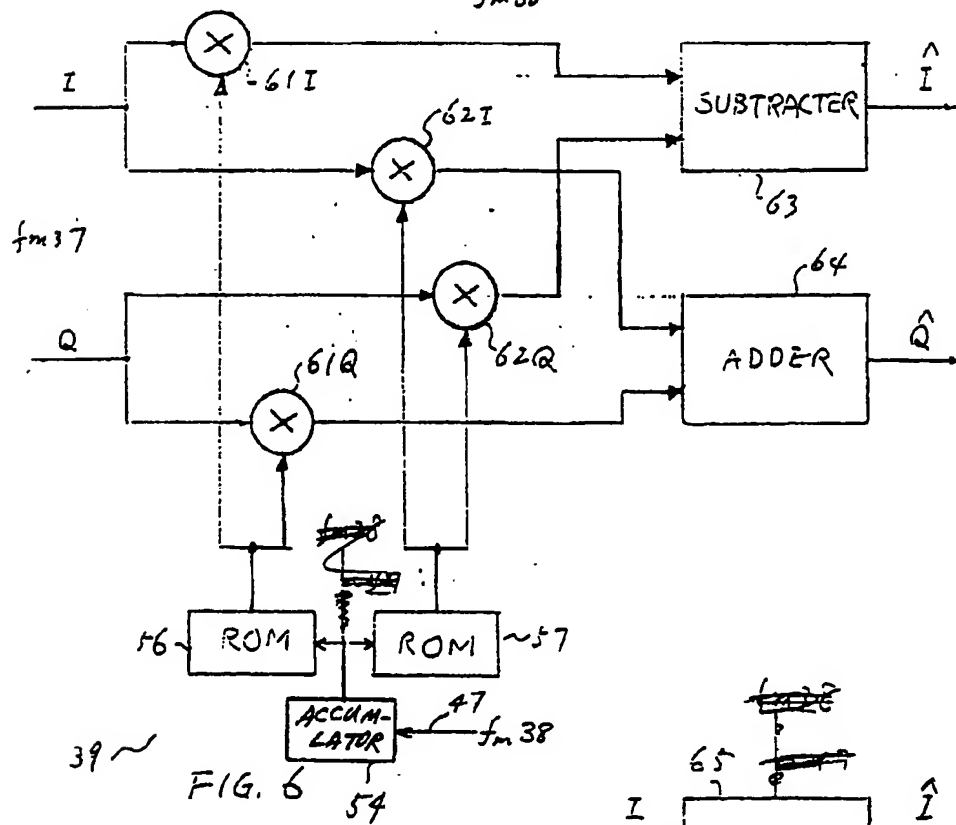 I
61I
62I
SUBTRACTER
Î
63
fm37
64
Q
61Q
62Q
ADDER
Q̂
56
ROM
ROM
57
ACCUM-
LATOR
47
fm38
39
FIG. 6
54
65
I
Î